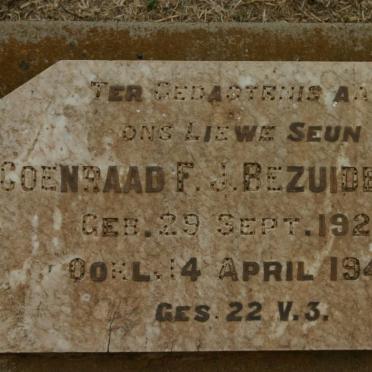 TER GEDAGTENIS AA
ONS LIEWE SEUN
COENRAAD F. J. BEZUIDE
GEB. 29 SEPT. 192
OORL. 14 APRIL 194
GES. 22 V.3.